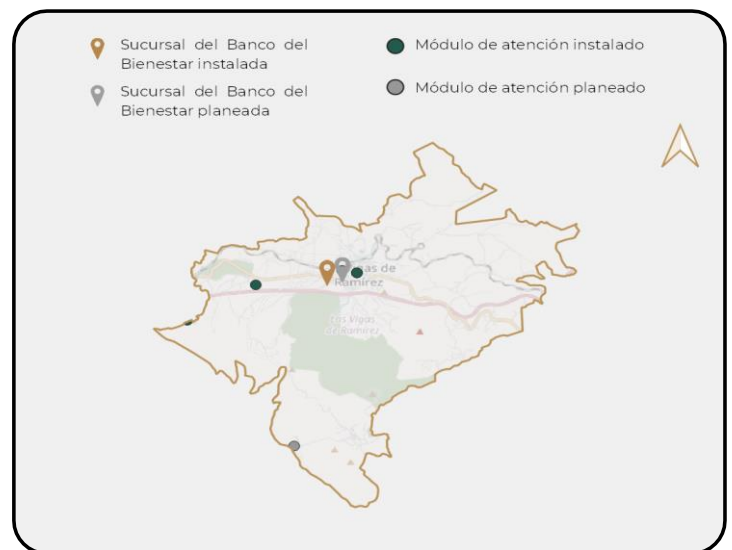 Sucursal del Banco del
Bienestar instalada
Sucursal del Banco del
Bienestar planeada
Módulo de atención instalado
Módulo de atención planeado
de
Ramírez
Las Vigas
de Ramírez